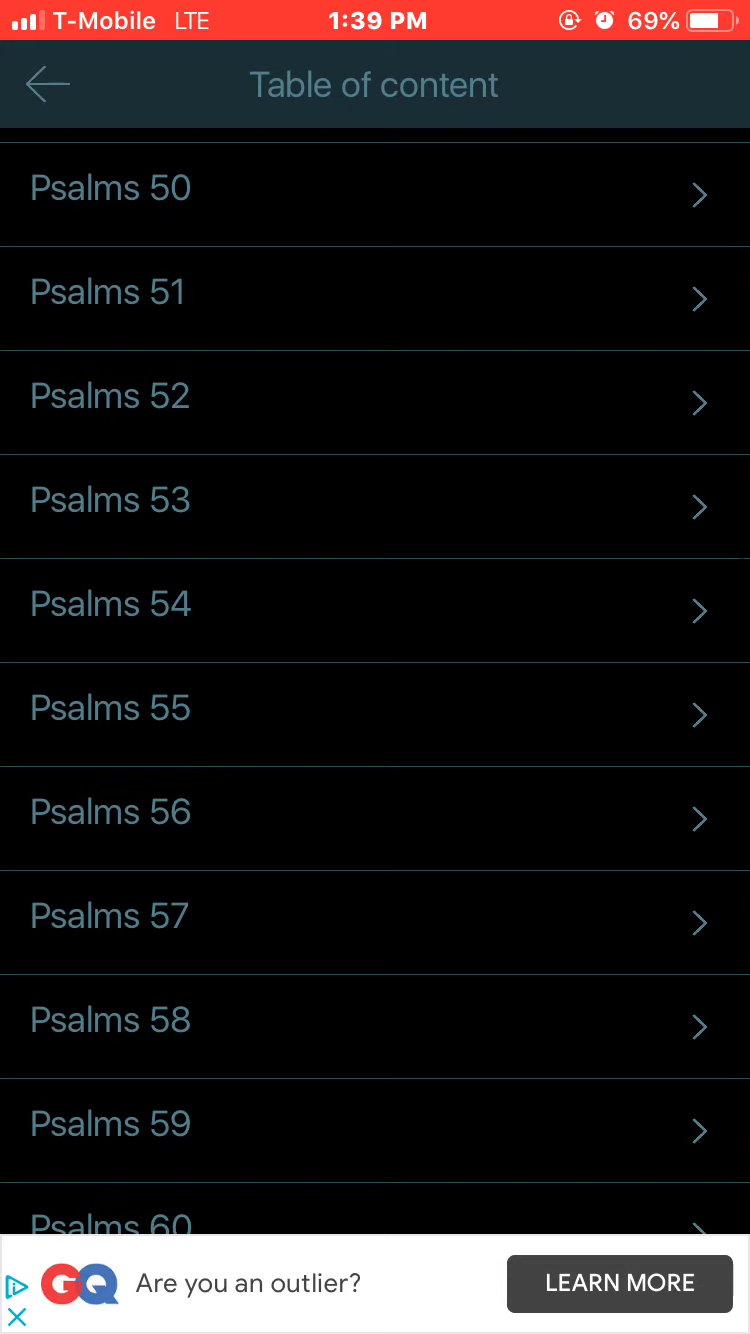 T-Mobile LTE 1:39 PM 69%
Table of content
Psalms 50
Psalms 51
Psalms 52
Psalms 53
Psalms 54
Psalms 55
Psalms 56
Psalms 57
Psalms 58
Psalms 59
Psalms 60
GQ Are you an outlier? LEARN MORE